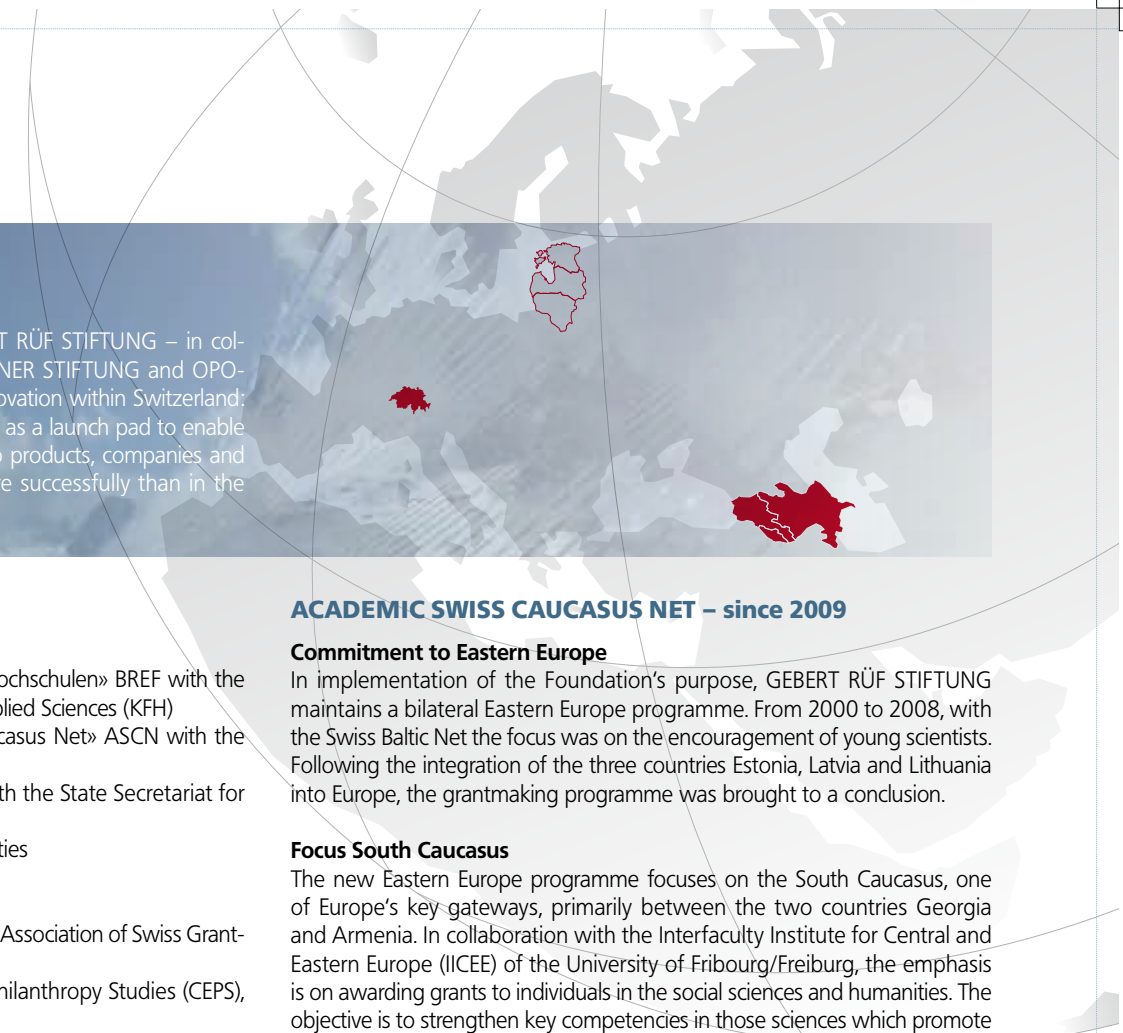 T RÜF STIFTUNG – in col-
NER STIFTUNG and OPO-
ovation within Switzerland:
as a launch pad to enable
products, companies and
e successfully than in the
ochschulen» BREF with the
plied Sciences (KFH)
casus Net» ASCN with the
th the State Secretariat for
ties
Association of Swiss Grant-
hilanthropy Studies (CEPS),
ACADEMIC SWISS CAUCASUS NET – since 2009
Commitment to Eastern Europe
In implementation of the Foundation's purpose, GEBERT RÜF STIFTUNG
maintains a bilateral Eastern Europe programme. From 2000 to 2008, with
the Swiss Baltic Net the focus was on the encouragement of young scientists.
Following the integration of the three countries Estonia, Latvia and Lithuania
into Europe, the grantmaking programme was brought to a conclusion.
Focus South Caucasus
The new Eastern Europe programme focuses on the South Caucasus, one
of Europe's key gateways, primarily between the two countries Georgia
and Armenia. In collaboration with the Interfaculty Institute for Central and
Eastern Europe (IICEE) of the University of Fribourg/Freiburg, the emphasis
is on awarding grants to individuals in the social sciences and humanities. The
objective is to strengthen key competencies in those sciences which promote